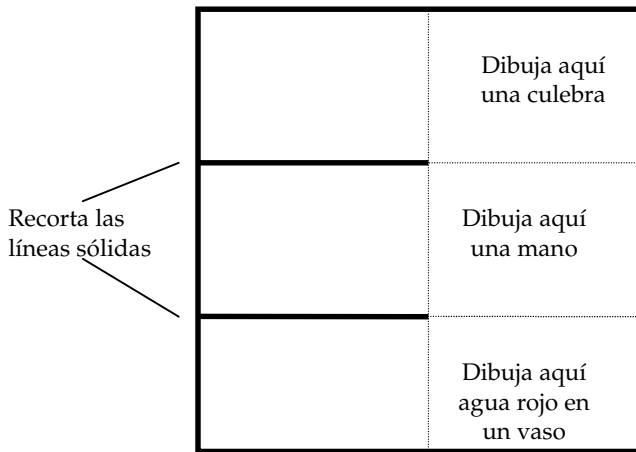 Dibuja aquí
una culebra
Recorta las
líneas sólidas
Dibuja aquí
una mano
Dibuja aquí
agua rojo en
un vaso